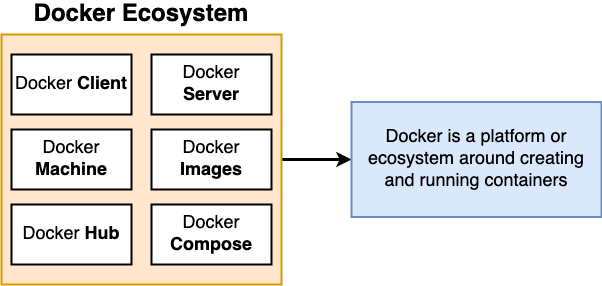 Docker Ecosystem
Docker Client
Docker
Server
Docker
Machine
Docker
Images
Docker Hub
Docker
Compose
Docker is a platform or
ecosystem around creating
and running containers